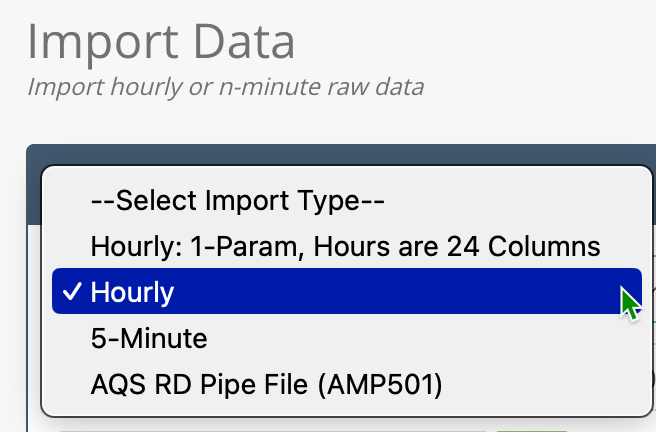 Import Data
Import hourly or n-minute raw data
--Select Import Type--
Hourly: 1-Param, Hours are 24 Columns
✓ Hourly
5-Minute
AQS RD Pipe File (AMP501)